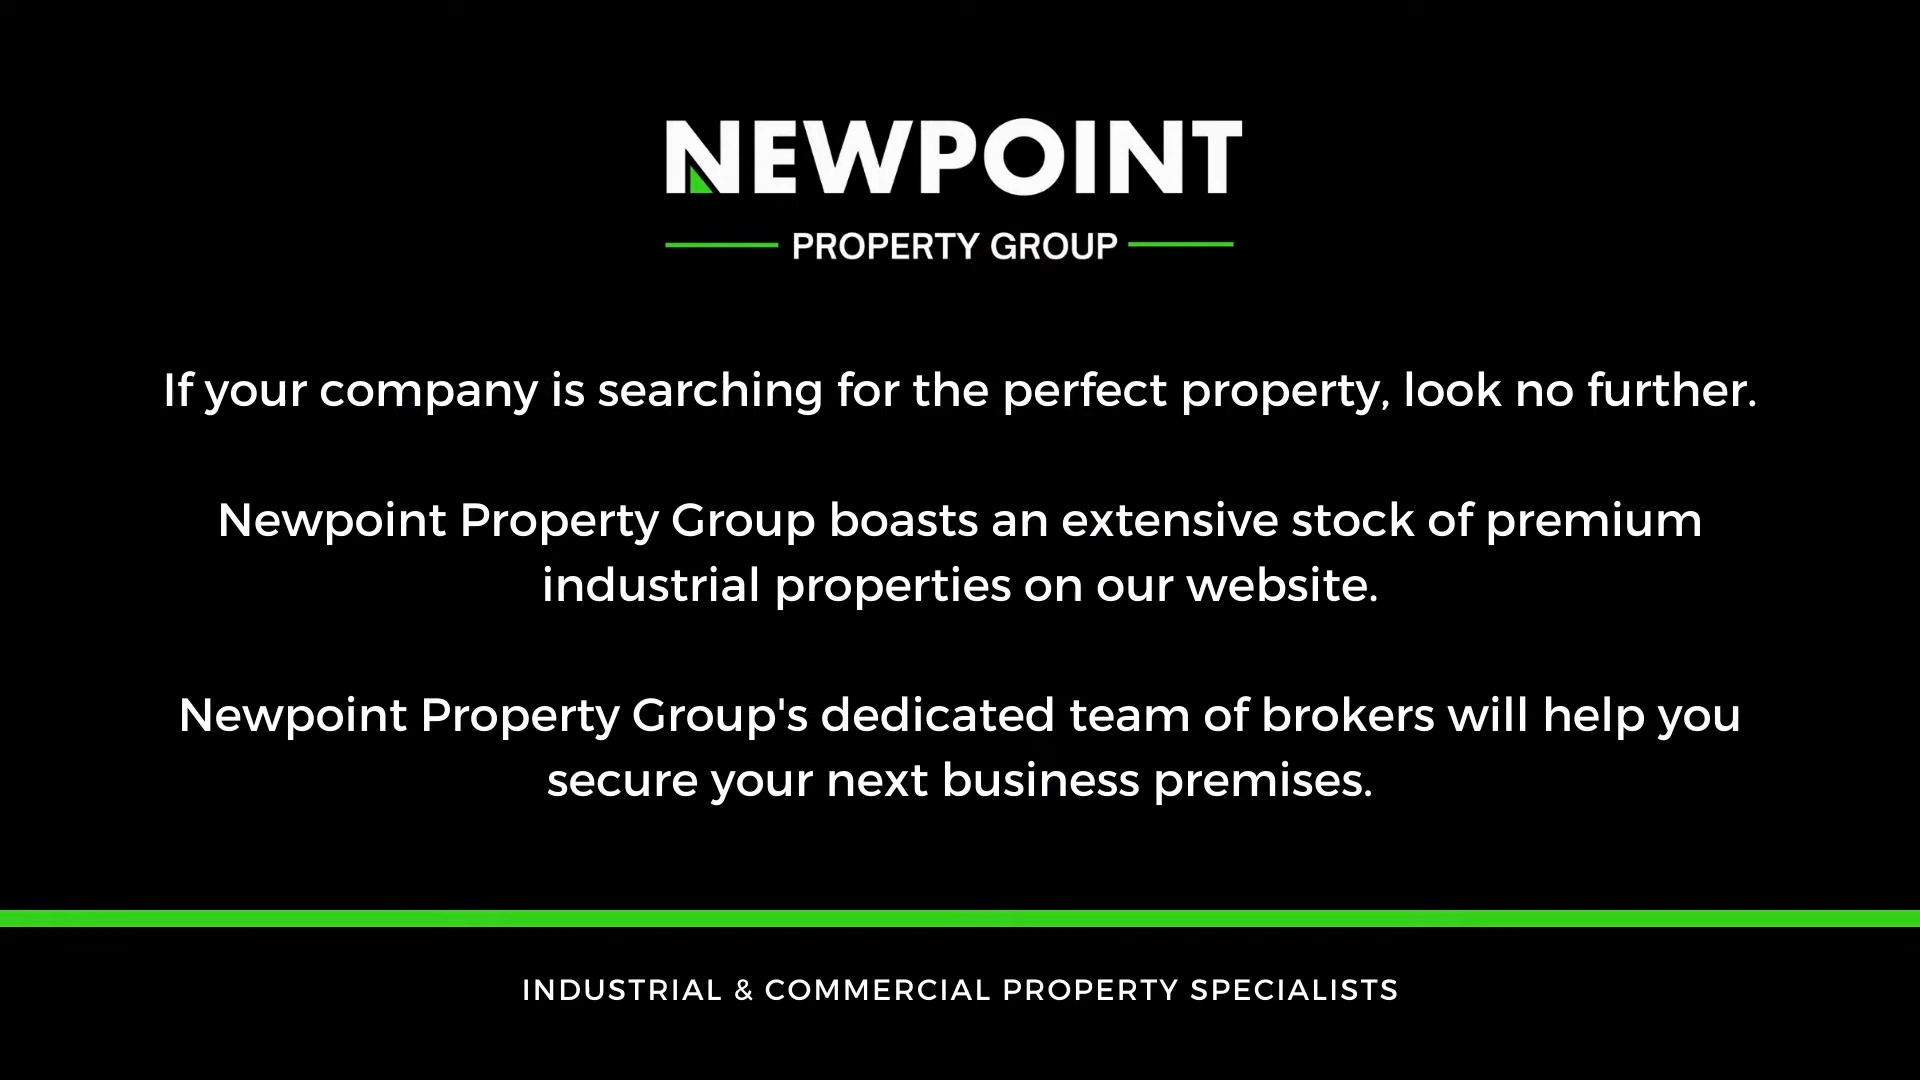 NEWPOINT
PROPERTY GROUP
If your company is searching for the perfect property, look no further.
Newpoint Property Group boasts an extensive stock of premium
industrial properties on our website.
Newpoint Property Group's dedicated team of brokers will help you
secure your next business premises.
INDUSTRIAL & COMMERCIAL PROPERTY SPECIALISTS